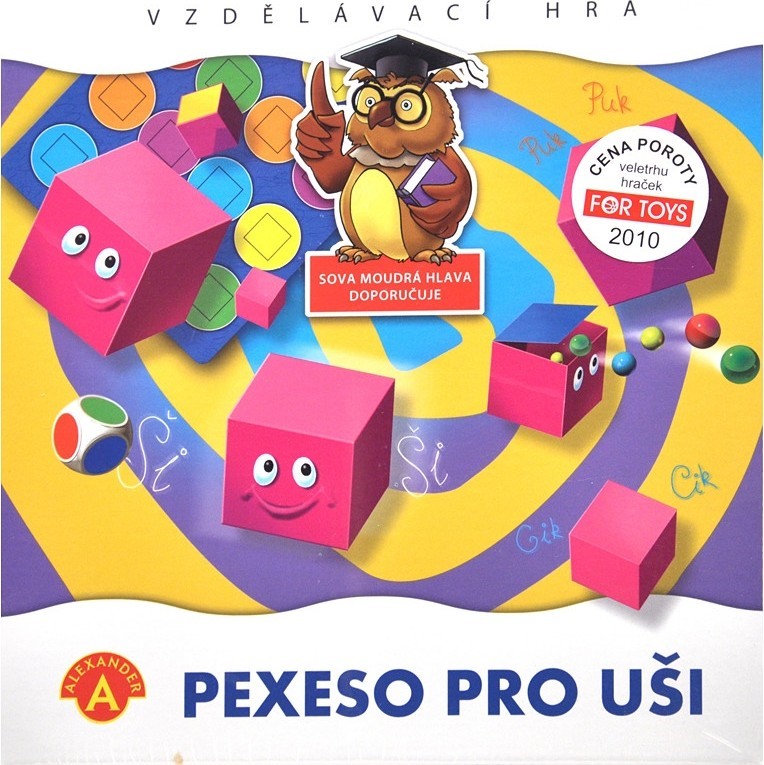 VZDĚLÁVACÍ HRA
Puk
Puk
CENA POROTY
veletrhu
hraček
FOR TOYS
2010
SOVA MOUDRÁ HLAVA
DOPORUČUJE
Ši
Ši
Cik
Cik
ALEXANDER
A
PEXESO PRO UŠI